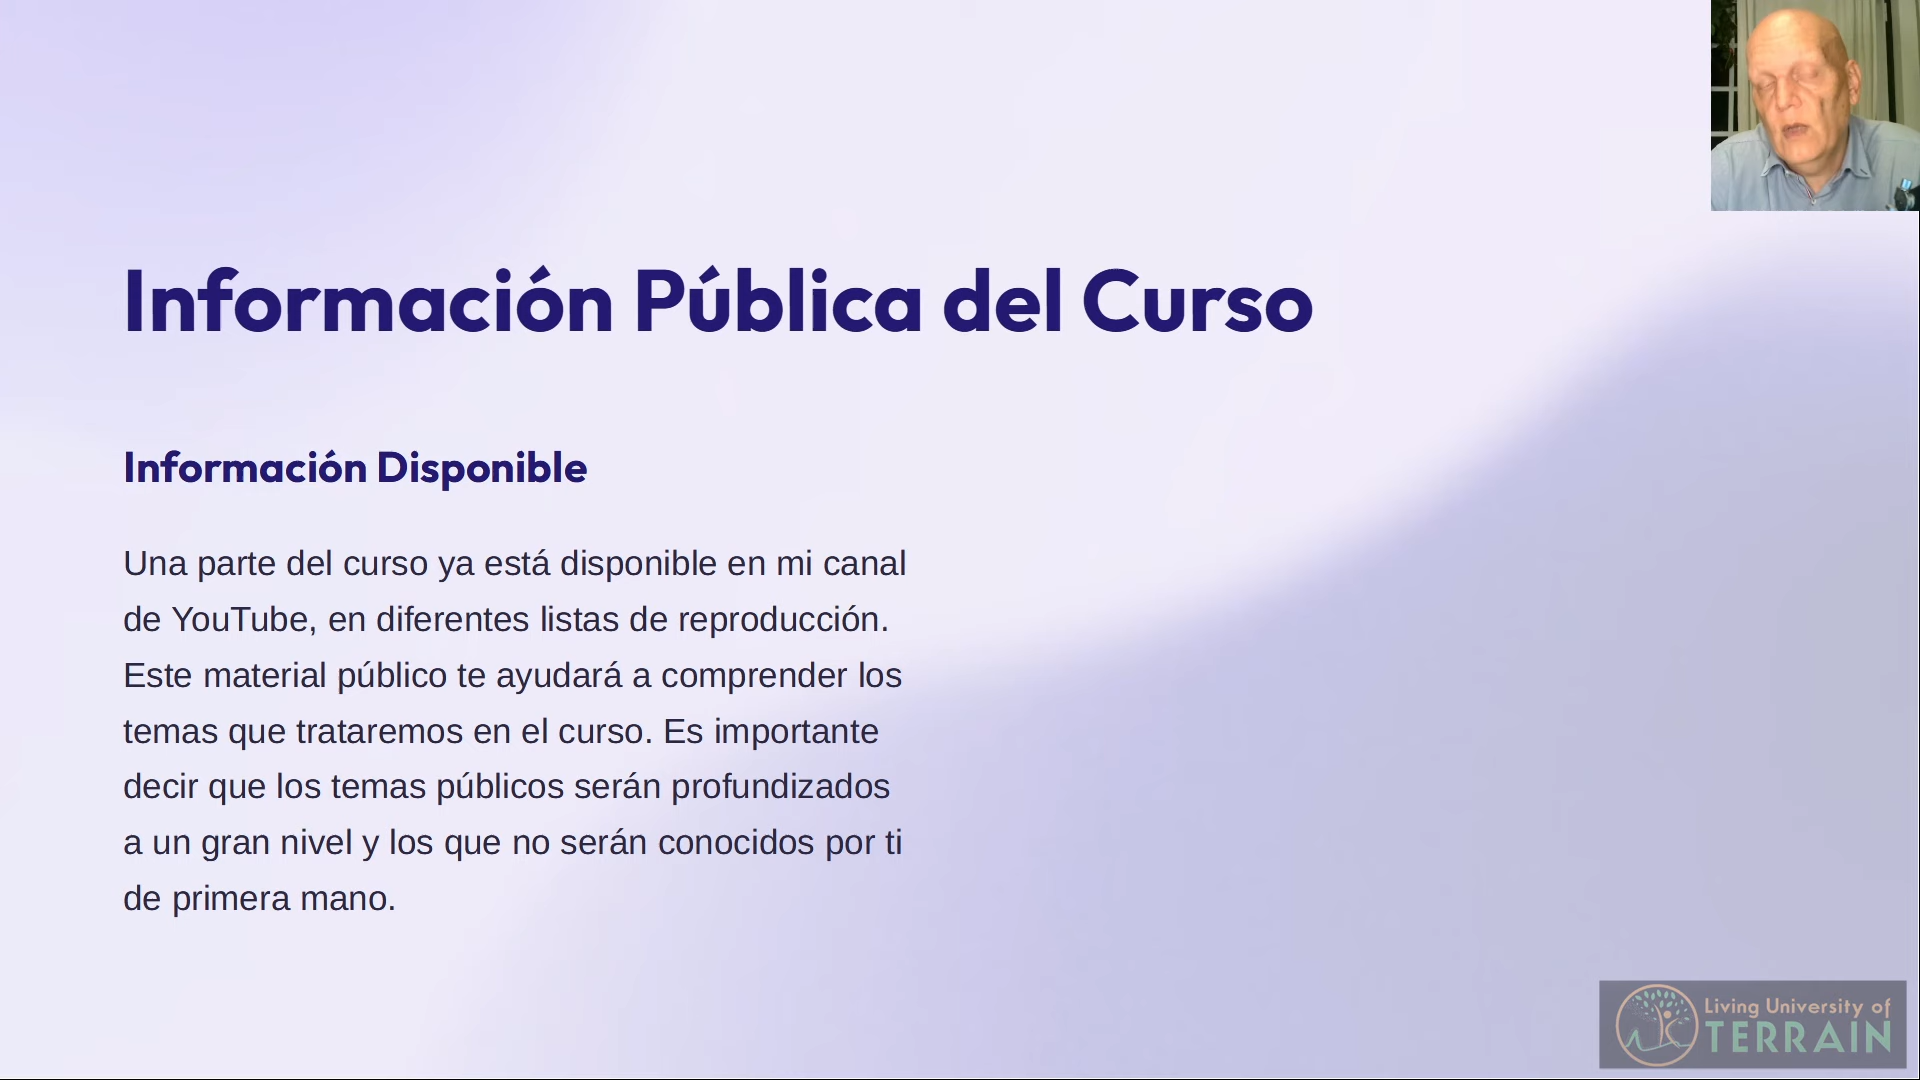 Información Pública del Curso
Información Disponible
Una parte del curso ya está disponible en mi canal
de YouTube, en diferentes listas de reproducción.
Este material público te ayudará a comprender los
temas que trataremos en el curso. Es importante
decir que los temas públicos serán profundizados
a un gran nivel y los que no serán conocidos por ti
de primera mano.
Living University of
TERRAIN